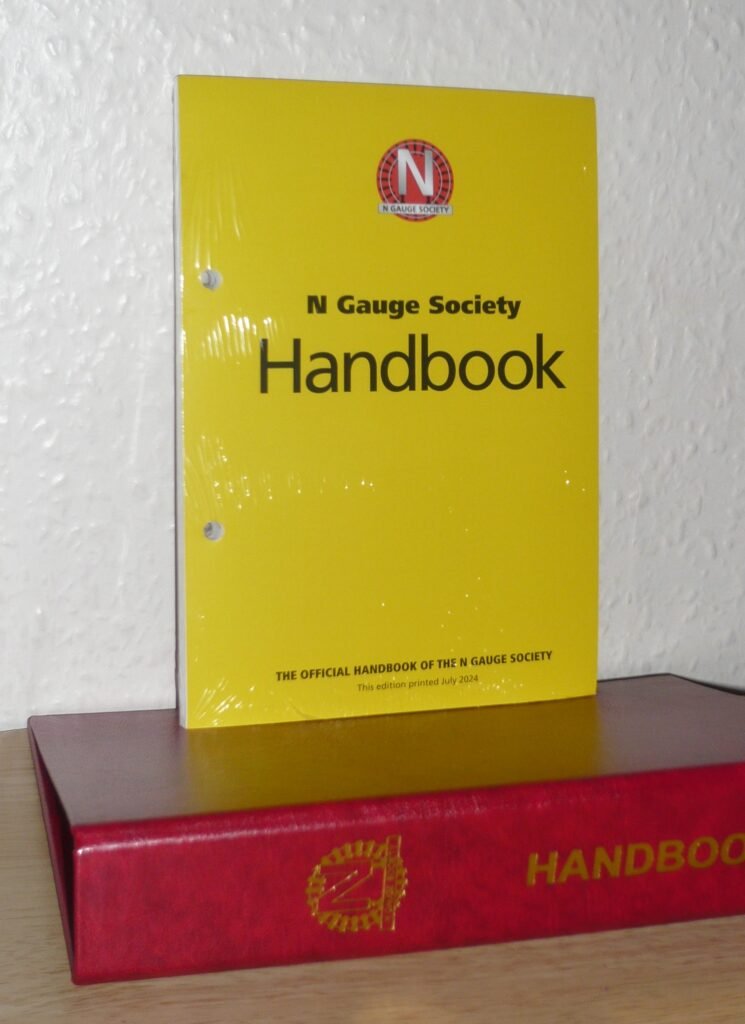 N
N GAUGE SOCIETY
N Gauge Society
Handbook
THE OFFICIAL HANDBOOK OF THE N GAUGE SOCIETY
This edition printed July 2024
N
HANDBOO